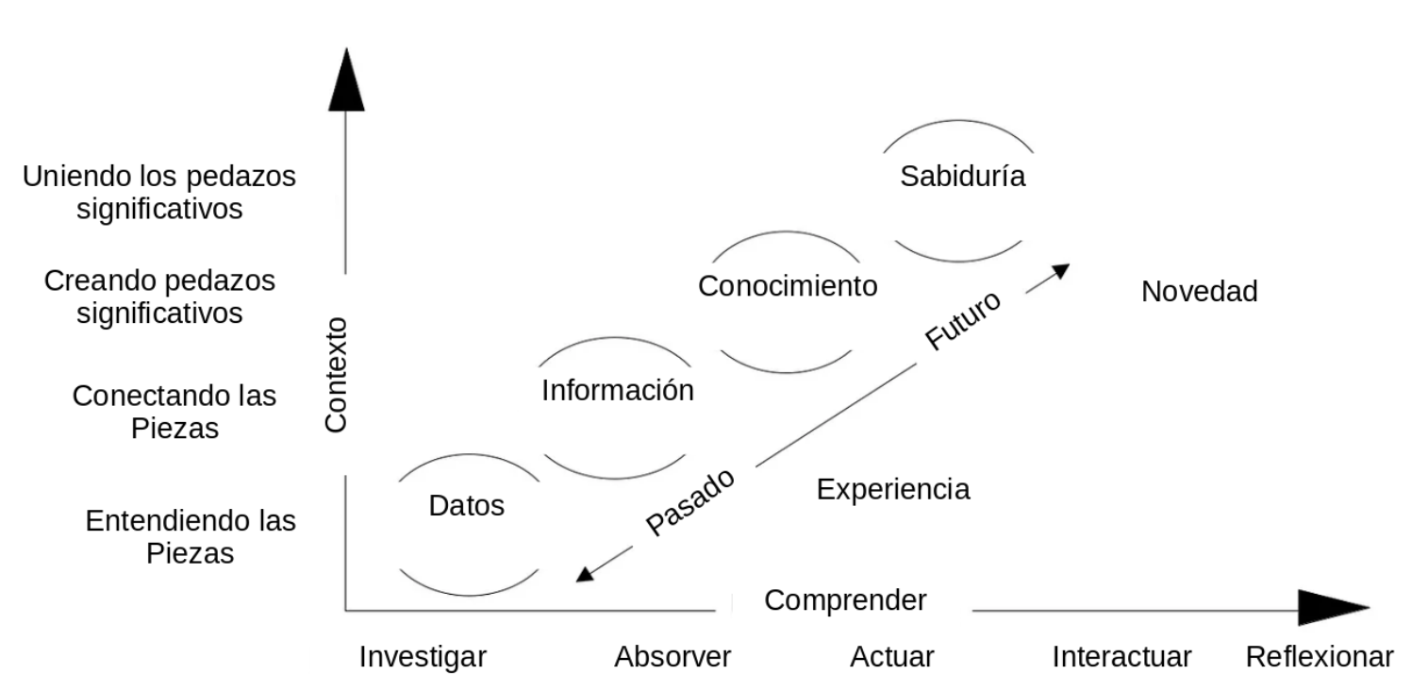 Uniendo los pedazos
significativos
Sabiduría
Creando pedazos
significativos
Conocimiento
Novedad
Futuro
Contexto
Conectando las
Piezas
Información
Pasado
Experiencia
Datos
Entendiendo las
Piezas
Comprender
Investigar
Absorver
Actuar
Interactuar
Reflexionar